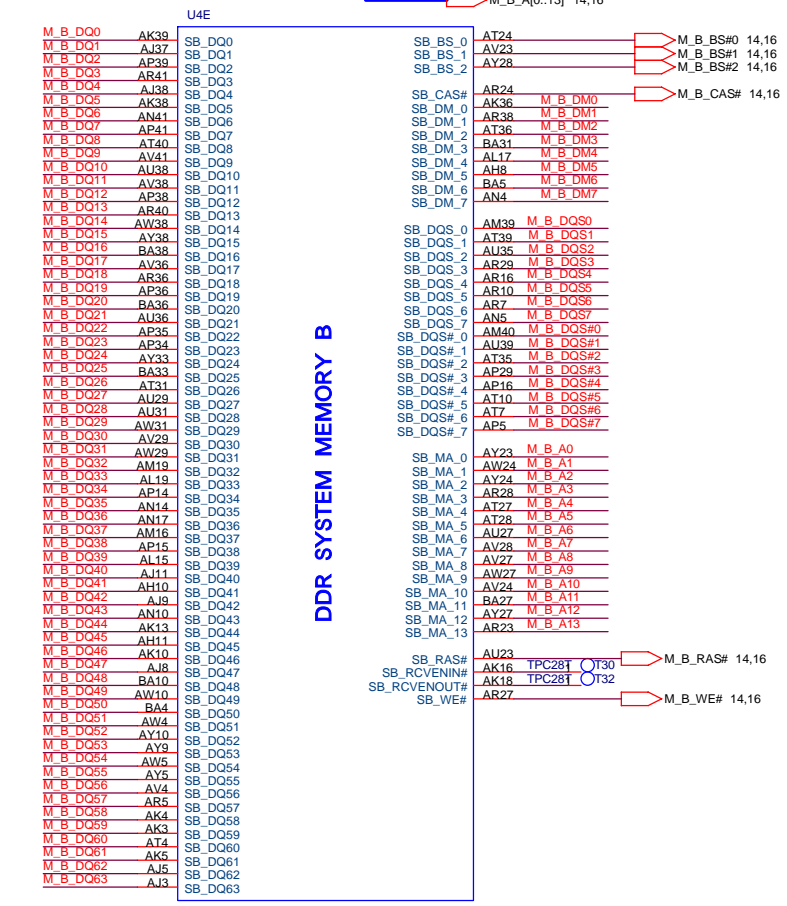 M_B_A[0..13] 14,16
U4E
M_B_DQ0 AK39 SB_DQ0
M_B_DQ1 AJ37 SB_DQ1
M_B_DQ2 AP39 SB_DQ2
M_B_DQ3 AR41 SB_DQ3
M_B_DQ4 AJ38 SB_DQ4
M_B_DQ5 AK38 SB_DQ5
M_B_DQ6 AN41 SB_DQ6
M_B_DQ7 AP41 SB_DQ7
M_B_DQ8 AT40 SB_DQ8
M_B_DQ9 AV41 SB_DQ9
M_B_DQ10 AU38 SB_DQ10
M_B_DQ11 AV38 SB_DQ11
M_B_DQ12 AP38 SB_DQ12
M_B_DQ13 AR40 SB_DQ13
M_B_DQ14 AW38 SB_DQ14
M_B_DQ15 AY38 SB_DQ15
M_B_DQ16 BA38 SB_DQ16
M_B_DQ17 AV36 SB_DQ17
M_B_DQ18 AR36 SB_DQ18
M_B_DQ19 AP36 SB_DQ19
M_B_DQ20 BA36 SB_DQ20
M_B_DQ21 AU36 SB_DQ21
M_B_DQ22 AP35 SB_DQ22
M_B_DQ23 AP34 SB_DQ23
M_B_DQ24 AY33 SB_DQ24
M_B_DQ25 BA33 SB_DQ25
M_B_DQ26 AT31 SB_DQ26
M_B_DQ27 AU29 SB_DQ27
M_B_DQ28 AU31 SB_DQ28
M_B_DQ29 AW31 SB_DQ29
M_B_DQ30 AV29 SB_DQ30
M_B_DQ31 AW29 SB_DQ31
M_B_DQ32 AM19 SB_DQ32
M_B_DQ33 AL19 SB_DQ33
M_B_DQ34 AP14 SB_DQ34
M_B_DQ35 AN14 SB_DQ35
M_B_DQ36 AN17 SB_DQ36
M_B_DQ37 AM16 SB_DQ37
M_B_DQ38 AP15 SB_DQ38
M_B_DQ39 AL15 SB_DQ39
M_B_DQ40 AJ11 SB_DQ40
M_B_DQ41 AH10 SB_DQ41
M_B_DQ42 AJ9 SB_DQ42
M_B_DQ43 AN10 SB_DQ43
M_B_DQ44 AK13 SB_DQ44
M_B_DQ45 AH11 SB_DQ45
M_B_DQ46 AK10 SB_DQ46
M_B_DQ47 AJ8 SB_DQ47
M_B_DQ48 BA10 SB_DQ48
M_B_DQ49 AW10 SB_DQ49
M_B_DQ50 BA4 SB_DQ50
M_B_DQ51 AW4 SB_DQ51
M_B_DQ52 AY10 SB_DQ52
M_B_DQ53 AY9 SB_DQ53
M_B_DQ54 AW5 SB_DQ54
M_B_DQ55 AY5 SB_DQ55
M_B_DQ56 AV4 SB_DQ56
M_B_DQ57 AR5 SB_DQ57
M_B_DQ58 AK4 SB_DQ58
M_B_DQ59 AK3 SB_DQ59
M_B_DQ60 AT4 SB_DQ60
M_B_DQ61 AK5 SB_DQ61
M_B_DQ62 AJ5 SB_DQ62
M_B_DQ63 AJ3 SB_DQ63
DDR SYSTEM MEMORY B
SB_BS_0 AT24 M_B_BS#0 14,16
SB_BS_1 AV23 M_B_BS#1 14,16
SB_BS_2 AY28 M_B_BS#2 14,16
SB_CAS# AR24 M_B_CAS# 14,16
SB_DM_0 AK36 M_B_DM0
SB_DM_1 AR38 M_B_DM1
SB_DM_2 AT36 M_B_DM2
SB_DM_3 BA31 M_B_DM3
SB_DM_4 AL17 M_B_DM4
SB_DM_5 AH8 M_B_DM5
SB_DM_6 BA5 M_B_DM6
SB_DM_7 AN4 M_B_DM7
SB_DQS_0 AM39 M_B_DQS0
SB_DQS_1 AT39 M_B_DQS1
SB_DQS_2 AU35 M_B_DQS2
SB_DQS_3 AR29 M_B_DQS3
SB_DQS_4 AR16 M_B_DQS4
SB_DQS_5 AR10 M_B_DQS5
SB_DQS_6 AR7 M_B_DQS6
SB_DQS_7 AN5 M_B_DQS7
SB_DQS#_0 AM40 M_B_DQS#0
SB_DQS#_1 AU39 M_B_DQS#1
SB_DQS#_2 AT35 M_B_DQS#2
SB_DQS#_3 AP29 M_B_DQS#3
SB_DQS#_4 AP16 M_B_DQS#4
SB_DQS#_5 AT10 M_B_DQS#5
SB_DQS#_6 AT7 M_B_DQS#6
SB_DQS#_7 AP5 M_B_DQS#7
SB_MA_0 AY23 M_B_A0
SB_MA_1 AW24 M_B_A1
SB_MA_2 AY24 M_B_A2
SB_MA_3 AR28 M_B_A3
SB_MA_4 AT27 M_B_A4
SB_MA_5 AT28 M_B_A5
SB_MA_6 AU27 M_B_A6
SB_MA_7 AV28 M_B_A7
SB_MA_8 AV27 M_B_A8
SB_MA_9 AW27 M_B_A9
SB_MA_10 AV24 M_B_A10
SB_MA_11 BA27 M_B_A11
SB_MA_12 AY27 M_B_A12
SB_MA_13 AR23 M_B_A13
SB_RAS# AU23 M_B_RAS# 14,16
SB_RCVENIN# AK16 TPC28T 1 T30
SB_RCVENOUT# AK18 TPC28T 1 T32
SB_WE# AR27 M_B_WE# 14,16